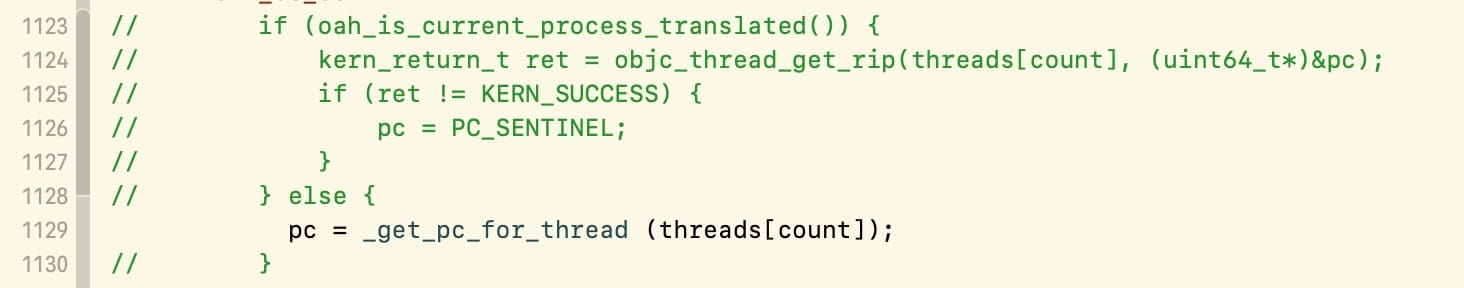 1123 //        if (oah_is_current_process_translated()) {
1124 //            kern_return_t ret = objc_thread_get_rip(threads[count], (uint64_t*)&pc);
1125 //            if (ret != KERN_SUCCESS) {
1126 //                pc = PC_SENTINEL;
1127 //            }
1128 //        } else {
1129             pc = _get_pc_for_thread (threads[count]);
1130 //        }